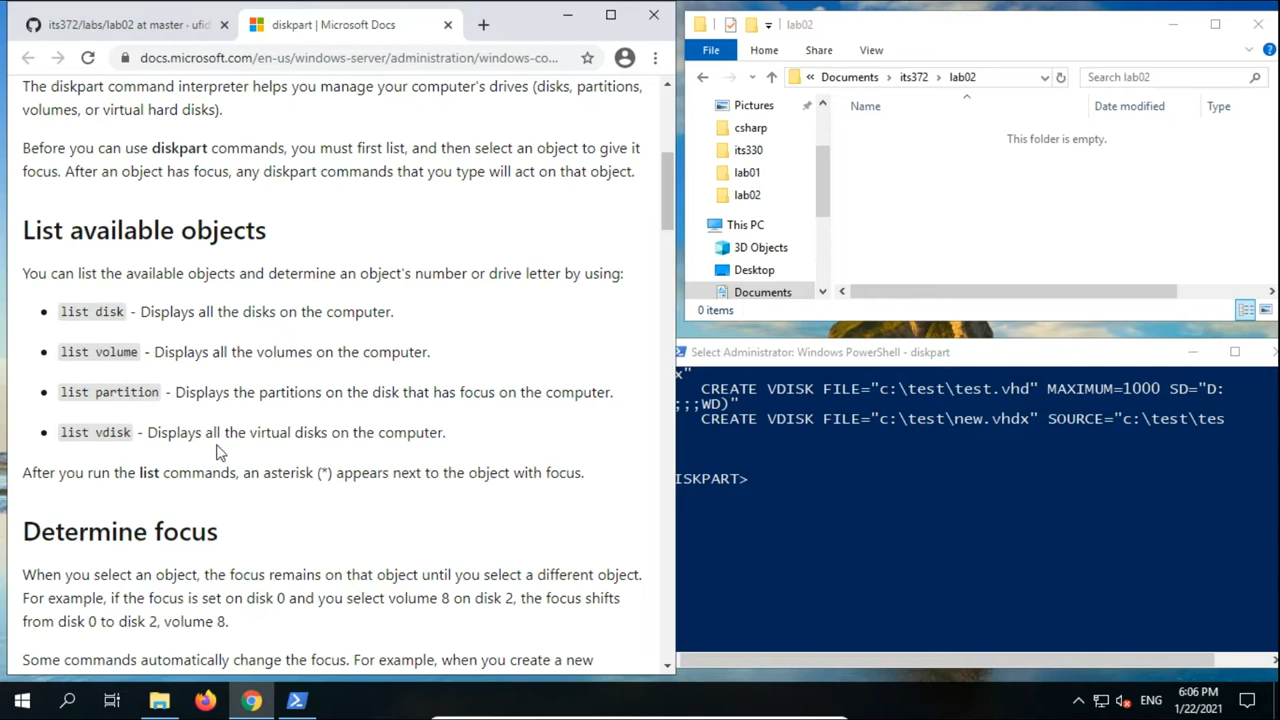 its372/labs/lab02 at master · ufid
diskpart | Microsoft Docs
docs.microsoft.com/en-us/windows-server/administration/windows-co...
The diskpart command interpreter helps you manage your computer's drives (disks, partitions,
volumes, or virtual hard disks).
Before you can use diskpart commands, you must first list, and then select an object to give it
focus. After an object has focus, any diskpart commands that you type will act on that object.
List available objects
You can list the available objects and determine an object's number or drive letter by using:
• list disk - Displays all the disks on the computer.
• list volume - Displays all the volumes on the computer.
• list partition - Displays the partitions on the disk that has focus on the computer.
• list vdisk - Displays all the virtual disks on the computer.
After you run the list commands, an asterisk (*) appears next to the object with focus.
Determine focus
When you select an object, the focus remains on that object until you select a different object.
For example, if the focus is set on disk 0 and you select volume 8 on disk 2, the focus shifts
from disk 0 to disk 2, volume 8.
Some commands automatically change the focus. For example, when you create a new
lab02
File Home Share View
« Documents › its372 › lab02
Search lab02
Pictures
csharp
its330
lab01
lab02
This PC
3D Objects
Desktop
Documents
Name Date modified Type
This folder is empty.
0 items
Select Administrator: Windows PowerShell - diskpart
x"
CREATE VDISK FILE="c:\test\test.vhd" MAXIMUM=1000 SD="D:
;;;WD)"
CREATE VDISK FILE="c:\test\new.vhdx" SOURCE="c:\test\tes
ISKPART>
ENG
6:06 PM
1/22/2021